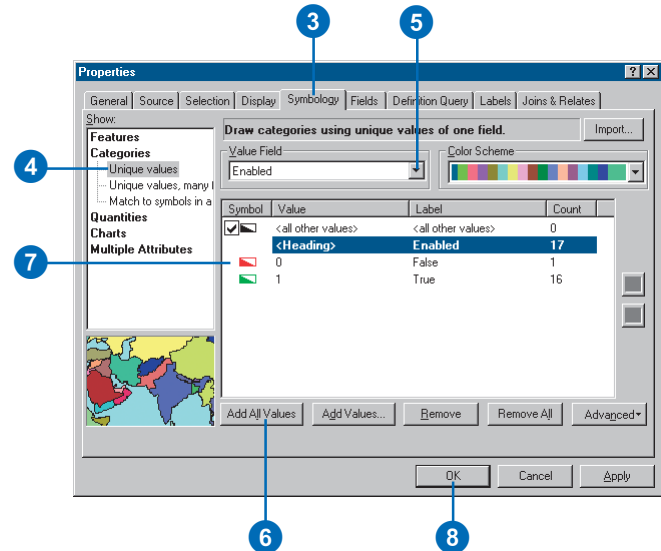 3
5
Properties
General Source Selection Display Symbology Fields Definition Query Labels Joins & Relates
Show:
Features
Categories
Unique values
Unique values, many
Match to symbols in a
Quantities
Charts
Multiple Attributes
Draw categories using unique values of one field.
Import...
Value Field
Enabled
Color Scheme
Symbol Value Label Count
<all other values> <all other values> 0
<Heading> Enabled 17
0 False 1
1 True 16
Add All Values Add Values... Remove Remove All Advanced
OK Cancel Apply
4
7
6
8